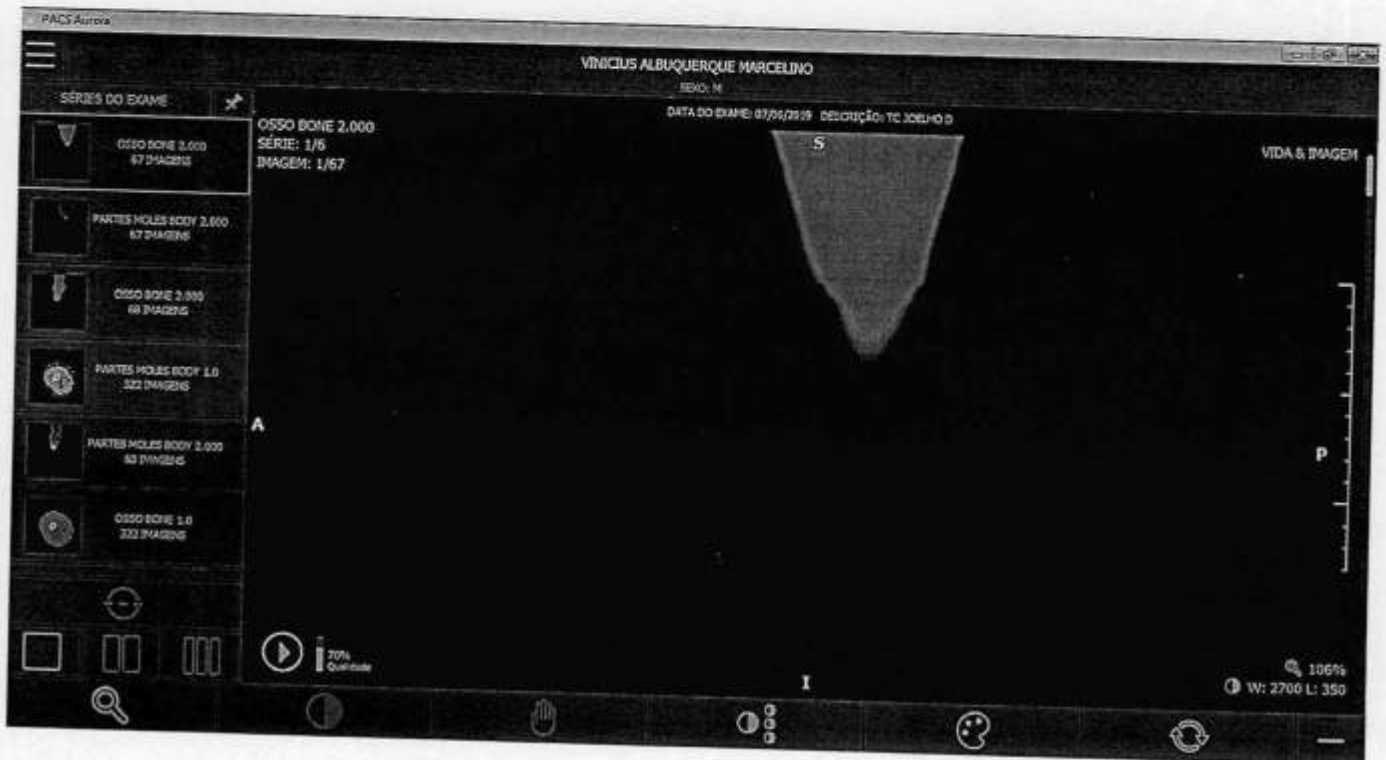 PACS Aurora
VINICIUS ALBUQUERQUE MARCELINO
SEXO: M
DATA DO EXAME: 07/06/2019 DESCRIÇÃO: TC JOELHO D
SÉRIES DO EXAME
OSSO BONE 2.000
67 IMAGENS
PARTES MOLES BODY 2.000
67 IMAGENS
OSSO BONE 2.000
IMAGENS
PARTES MOLES BODY 1.0
322 IMAGENS
PARTES MOLES BODY 2.000
IMAGENS
OSSO BONE 1.0
322 IMAGENS
OSSO BONE 2.000
SÉRIE: 1/6
IMAGEM: 1/67
VIDA & IMAGEM
S
A
P
I
70%
Qualidade
106%
W: 2700 L: 350